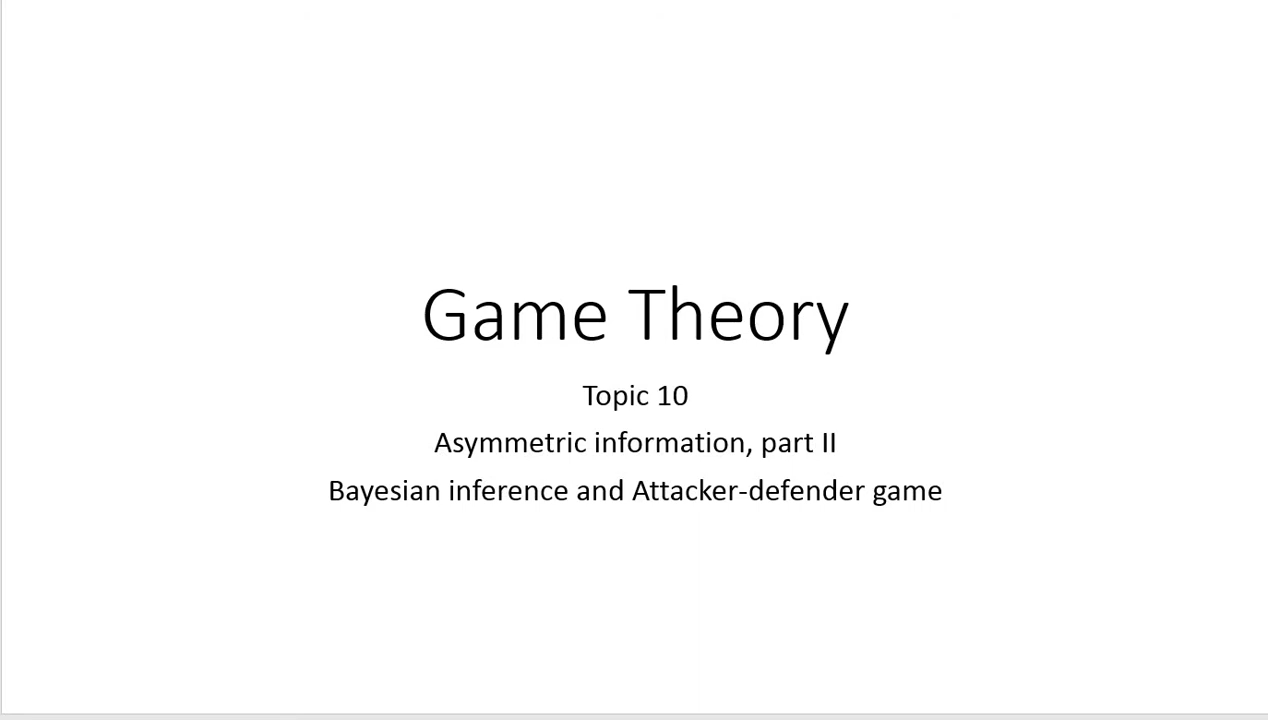 Game Theory
Topic 10
Asymmetric information, part II
Bayesian inference and Attacker-defender game